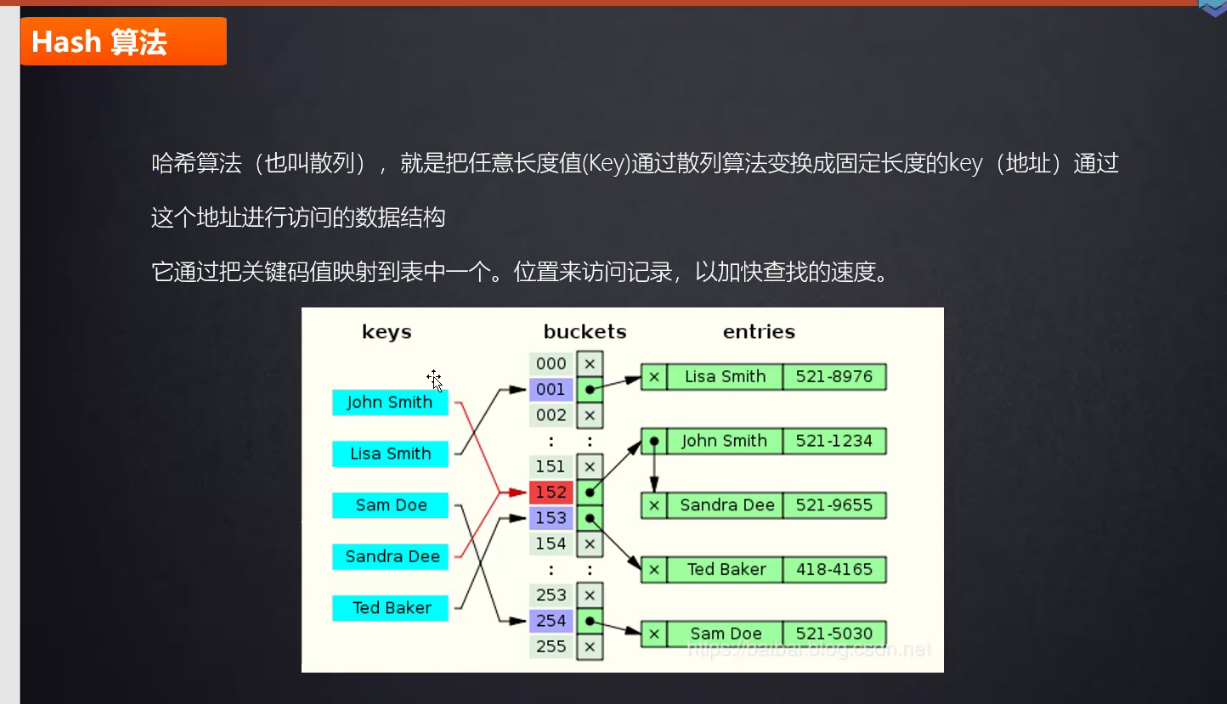 Hash 算法
哈希算法（也叫散列），就是把任意长度值(Key)通过散列算法变换成固定长度的key（地址）通过
这个地址进行访问的数据结构
它通过把关键码值映射到表中一个。位置来访问记录，以加快查找的速度。
keys buckets entries
000 ×
× Lisa Smith 521-8976
001
John Smith
002 ×
: :
× John Smith 521-1234
Lisa Smith
151 ×
152
Sam Doe
× Sandra Dee 521-9655
153
154 ×
Sandra Dee
: :
× Ted Baker 418-4165
253 ×
Ted Baker
254
× Sam Doe 521-5030
255 ×